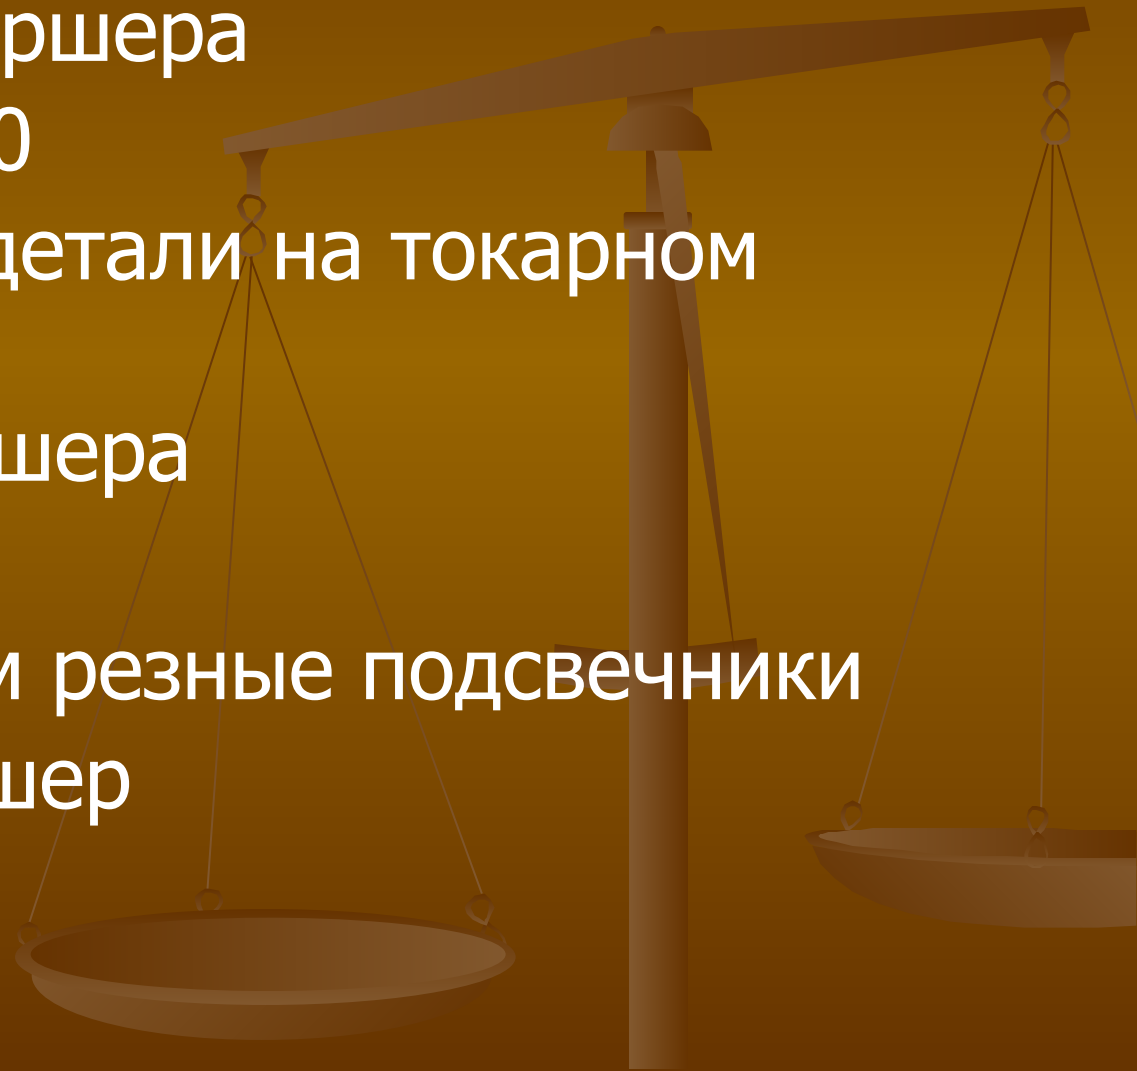 ршера
0
детали на токарном
шера
и резные подсвечники
шер